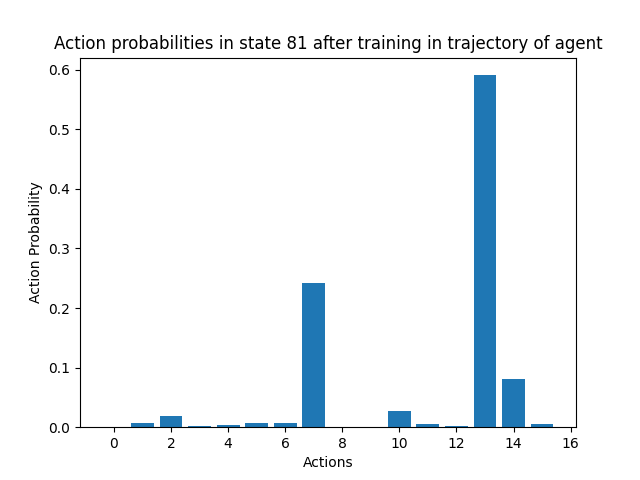 Action probabilities in state 81 after training in trajectory of agent
0.6
0.5
0.4
0.3
0.2
0.1
0.0
Action Probability
0 2 4 6 8 10 12 14 16
Actions